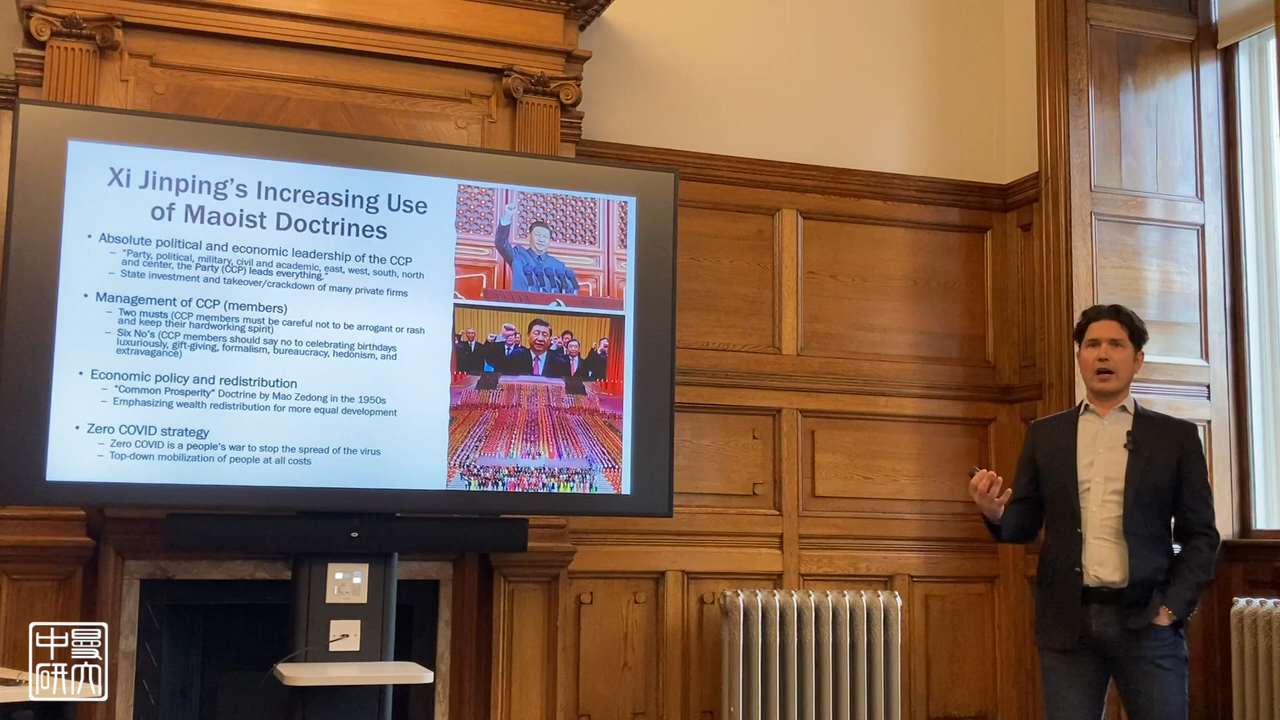 Xi Jinping's Increasing Use
of Maoist Doctrines
• Absolute political and economic leadership of the CCP
– "Party, political, military, civil and academic, east, west, south, north
and center, the Party (CCP) leads everything."
– State investment and takeover/crackdown of many private firms
• Management of CCP (members)
– Two musts (CCP members must be careful not to be arrogant or rash
and keep their hardworking spirit)
– Six No's (CCP members should say no to celebrating birthdays
luxuriously, gift-giving, formalism, bureaucracy, hedonism, and
extravagance)
• Economic policy and redistribution
– "Common Prosperity" Doctrine by Mao Zedong in the 1950s
– Emphasizing wealth redistribution for more equal development
• Zero COVID strategy
– Zero COVID is a people's war to stop the spread of the virus
– Top-down mobilization of people at all costs
中曼
研大